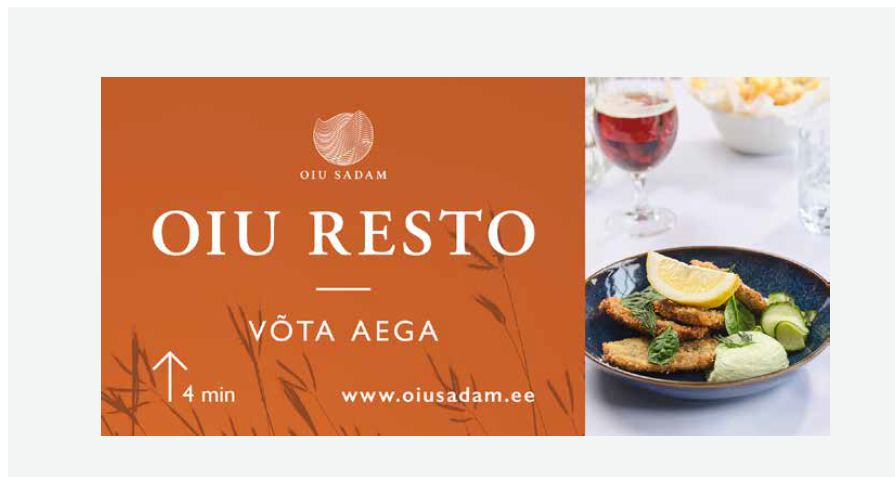 OIU SADAM
OIU RESTO
VÕTA AEGA
4 min
www.oiusadam.ee